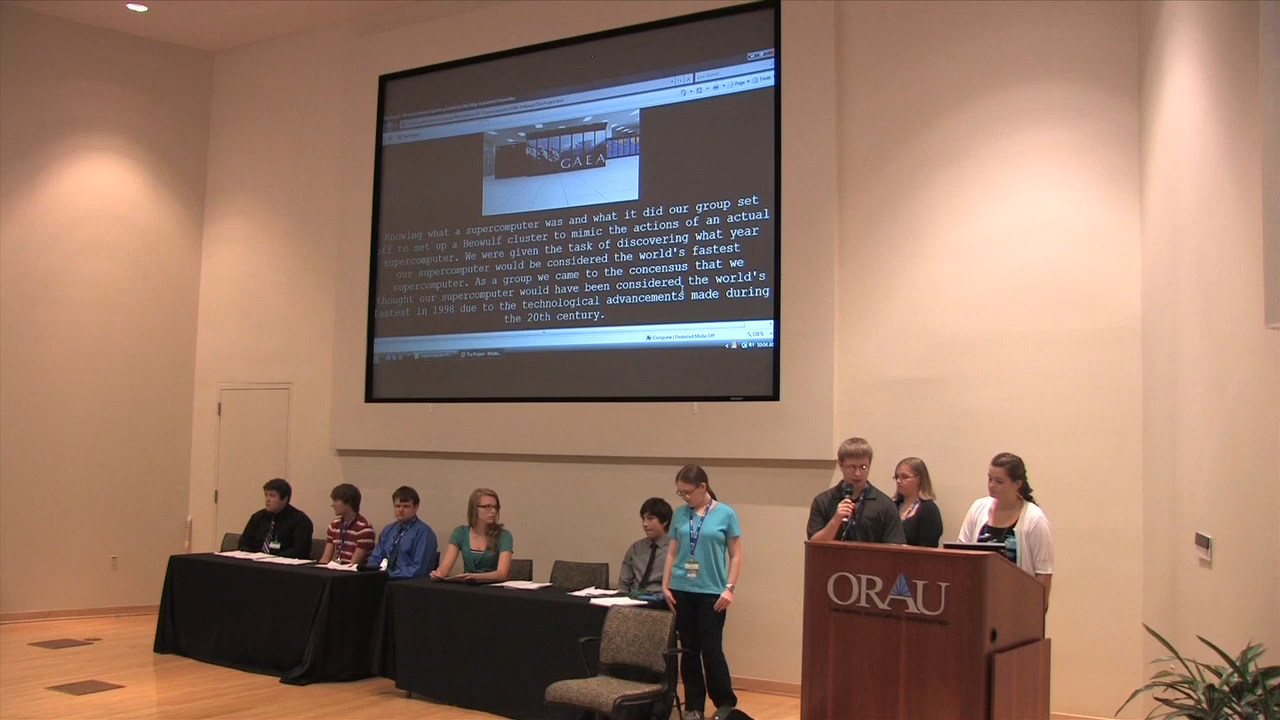 GAEA
Knowing what a supercomputer was and what it did our group set
off to set up a Beowulf cluster to mimic the actions of an actual
supercomputer. We were given the task of discovering what year
our supercomputer would be considered the world's fastest
supercomputer. As a group we came to the concensus that we
thought our supercomputer would have been considered the world's
fastest in 1998 due to the technological advancements made during
the 20th century.
Computer | Protected Mode: Off
ORAU